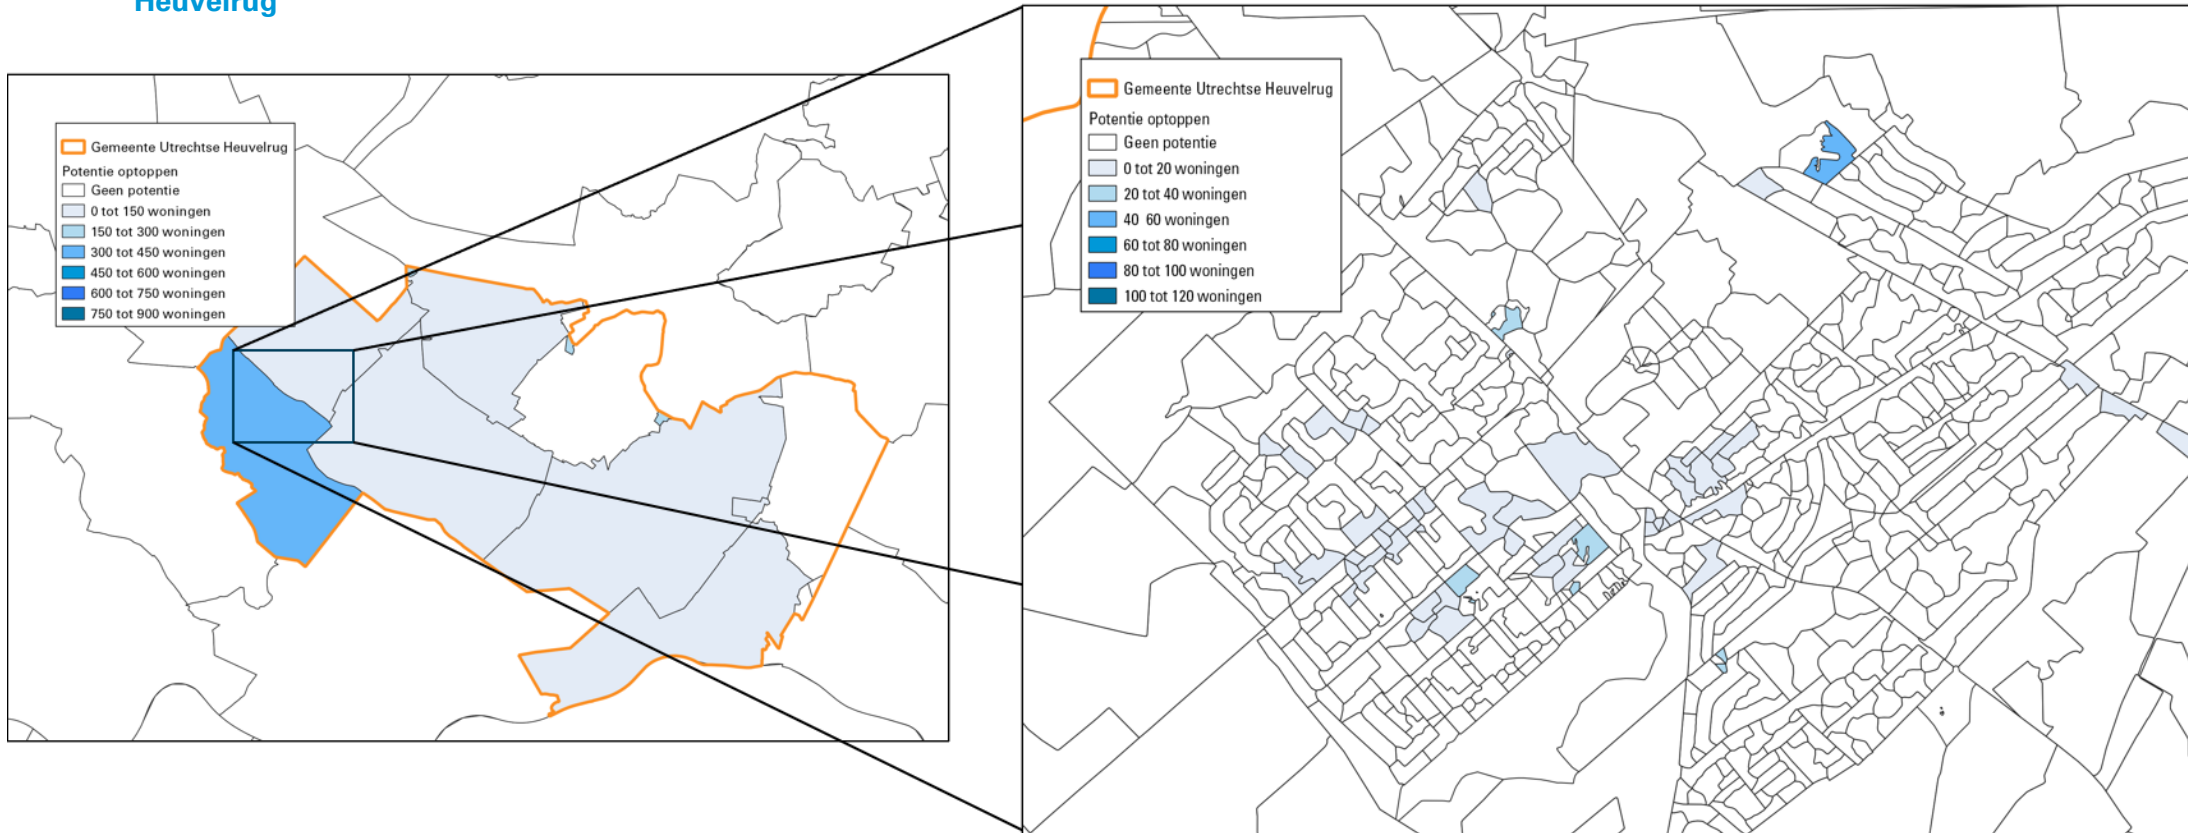 Heuvelrug
Gemeente Utrechtse Heuvelrug
Potentie optoppen
Geen potentie
0 tot 150 woningen
150 tot 300 woningen
300 tot 450 woningen
450 tot 600 woningen
600 tot 750 woningen
750 tot 900 woningen
Gemeente Utrechtse Heuvelrug
Potentie optoppen
Geen potentie
0 tot 20 woningen
20 tot 40 woningen
40 60 woningen
60 tot 80 woningen
80 tot 100 woningen
100 tot 120 woningen